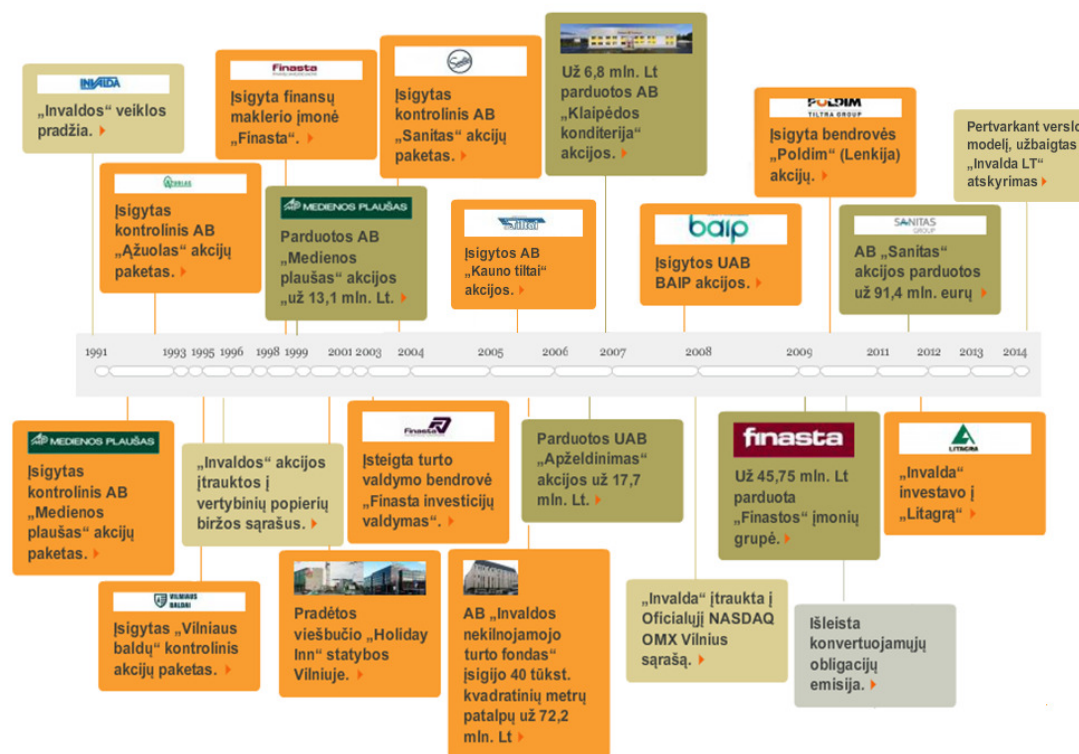 INVALDA
„Invaldos“ veiklos
pradžia.
Finasta
Įsigyta finansų
maklerio įmonė
„Finasta“.
Įsigytas
kontrolinis AB
„Sanitas“ akcijų
paketas.
Už 6,8 mln. Lt
parduotos AB
„Klaipėdos
konditerija“
akcijos.
POLDIM
TILTRA GROUP
Įsigyta bendrovės
„Poldim“ (Lenkija)
akcijų.
Pertvarkant verslo
modelį, užbaigtas
„Invalda LT“
atskyrimas
ĄŽUOLAS
Įsigytas
kontrolinis AB
„Ąžuolas“ akcijų
paketas.
MEDIENOS PLAUŠAS
Parduotos AB
„Medienos
plaušas“ akcijos
„už 13,1 mln. Lt.
tiltai
Įsigytos AB
„Kauno tiltai“
akcijos.
baip
Įsigytos UAB
BAIP akcijos.
SANITAS
GROUP
AB „Sanitas“
akcijos parduotos
už 91,4 mln. eurų
1991 1993 1995 1996 1998 1999 2001 2003 2004 2005 2006 2007 2008 2009 2011 2012 2013 2014
MEDIENOS PLAUŠAS
Įsigytas
kontrolinis AB
„Medienos
plaušas“ akcijų
paketas.
„Invaldos“ akcijos
įtrauktos į
vertybinių popierių
biržos sąrašus.
Finasta
Įsteigta turto
valdymo bendrovė
„Finasta investicijų
valdymas“.
Parduotos UAB
„Apželdinimas“
akcijos už 17,7
mln. Lt.
finasta
Už 45,75 mln. Lt
parduota
„Finastos“ įmonių
grupė.
LITAGRA
„Invalda“
investavo į
„Litagrą“
VILNIAUS
BALDAI
Įsigytas „Vilniaus
baldų“ kontrolinis
akcijų paketas.
Pradėtos
viešbučio „Holiday
Inn“ statybos
Vilniuje.
AB „Invaldos
nekilnojamojo
turto fondas“
įsigijo 40 tūkst.
kvadratinių metrų
patalpų už 72,2
mln. Lt
„Invalda“ įtraukta į
Oficialųjį NASDAQ
OMX Vilnius
sąrašą.
Išleista
konvertuojamųjų
obligacijų
emisija.